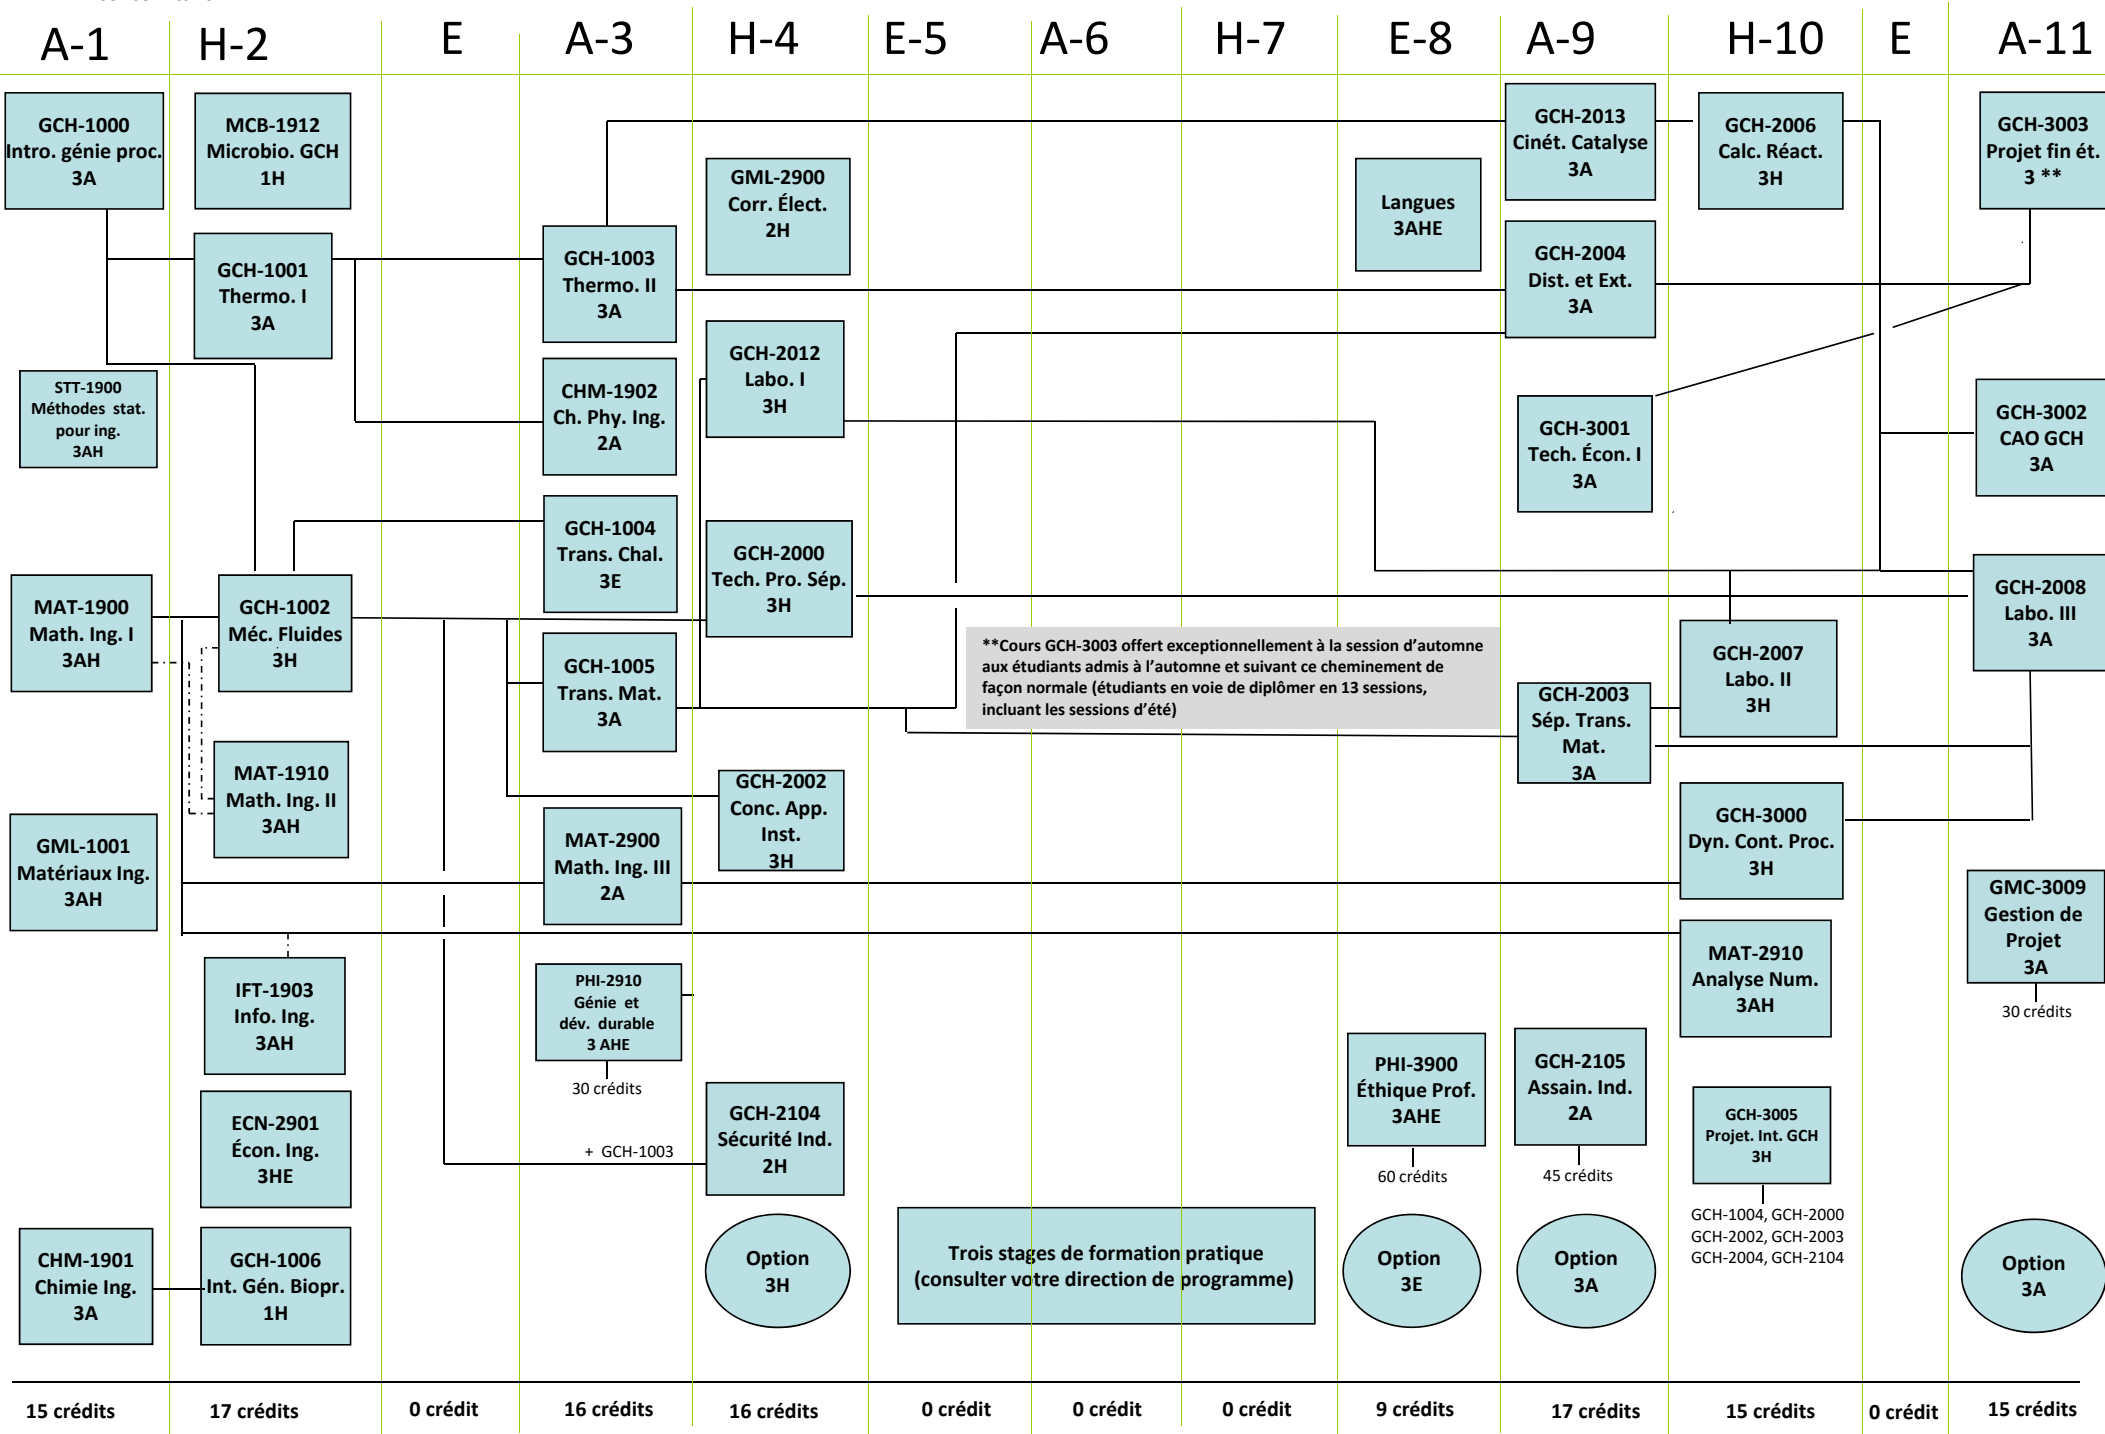 A-1
H-2
E
A-3
H-4
E-5
A-6
H-7
E-8
A-9
H-10
E
A-11
GCH-1000
Intro. génie proc.
3A
STT-1900
Méthodes stat.
pour ing.
3AH
MAT-1900
Math. Ing. I
3AH
GML-1001
Matériaux Ing.
3AH
CHM-1901
Chimie Ing.
3A
MCB-1912
Microbio. GCH
1H
GCH-1001
Thermo. I
3A
GCH-1002
Méc. Fluides
3H
MAT-1910
Math. Ing. II
3AH
IFT-1903
Info. Ing.
3AH
ECN-2901
Écon. Ing.
3HE
GCH-1006
Int. Gén. Biopr.
1H
GCH-1003
Thermo. II
3A
CHM-1902
Ch. Phy. Ing.
2A
GCH-1004
Trans. Chal.
3E
GCH-1005
Trans. Mat.
3A
MAT-2900
Math. Ing. III
2A
PHI-2910
Génie et
dév. durable
3 AHE
30 crédits
+ GCH-1003
GML-2900
Corr. Élect.
2H
GCH-2012
Labo. I
3H
GCH-2000
Tech. Pro. Sép.
3H
GCH-2002
Conc. App.
Inst.
3H
GCH-2104
Sécurité Ind.
2H
Option
3H
**Cours GCH-3003 offert exceptionnellement à la session d'automne
aux étudiants admis à l'automne et suivant ce cheminement de
façon normale (étudiants en voie de diplômer en 13 sessions,
incluant les sessions d'été)
Trois stages de formation pratique
(consulter votre direction de programme)
Langues
3AHE
PHI-3900
Éthique Prof.
3AHE
60 crédits
Option
3E
GCH-2013
Cinét. Catalyse
3A
GCH-2004
Dist. et Ext.
3A
GCH-3001
Tech. Écon. I
3A
GCH-2003
Sép. Trans.
Mat.
3A
GCH-2105
Assain. Ind.
2A
45 crédits
Option
3A
GCH-2006
Calc. Réact.
3H
GCH-2007
Labo. II
3H
GCH-3000
Dyn. Cont. Proc.
3H
MAT-2910
Analyse Num.
3AH
GCH-3005
Projet. Int. GCH
3H
GCH-1004, GCH-2000
GCH-2002, GCH-2003
GCH-2004, GCH-2104
GCH-3003
Projet fin ét.
3 **
GCH-3002
CAO GCH
3A
GCH-2008
Labo. III
3A
GMC-3009
Gestion de
Projet
3A
30 crédits
Option
3A
15 crédits
17 crédits
0 crédit
16 crédits
16 crédits
0 crédit
0 crédit
0 crédit
9 crédits
17 crédits
15 crédits
0 crédit
15 crédits